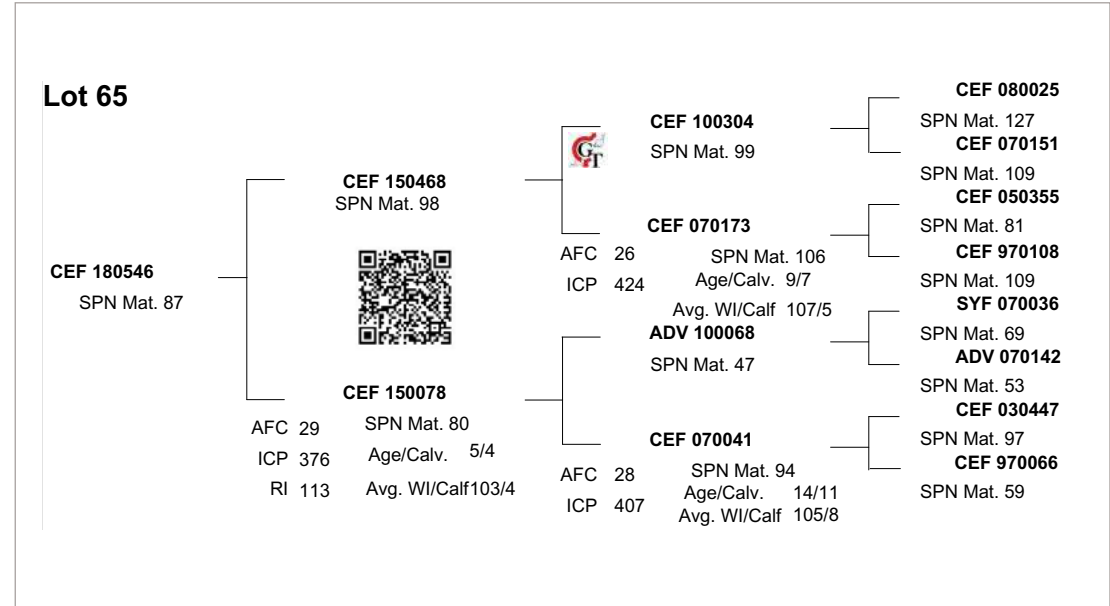 Lot 65
CEF 180546
SPN Mat. 87
CEF 150468
SPN Mat. 98
CEF 150078
AFC 29 SPN Mat. 80
ICP 376 Age/Calv. 5/4
RI 113 Avg. WI/Calf103/4
GT
CEF 100304
SPN Mat. 99
CEF 070173
AFC 26 SPN Mat. 106
ICP 424 Age/Calv. 9/7
Avg. WI/Calf 107/5
ADV 100068
SPN Mat. 47
CEF 070041
AFC 28 SPN Mat. 94
ICP 407 Age/Calv. 14/11
Avg. WI/Calf 105/8
CEF 080025
SPN Mat. 127
CEF 070151
SPN Mat. 109
CEF 050355
SPN Mat. 81
CEF 970108
SPN Mat. 109
SYF 070036
SPN Mat. 69
ADV 070142
SPN Mat. 53
CEF 030447
SPN Mat. 97
CEF 970066
SPN Mat. 59